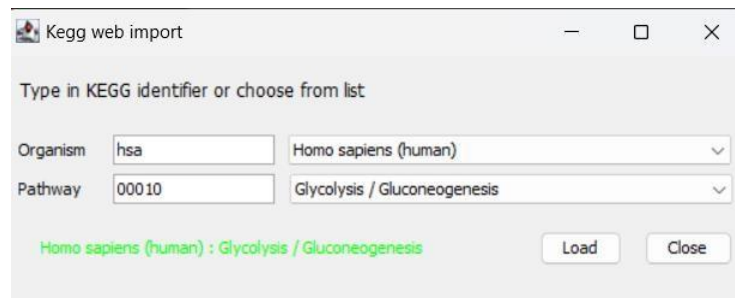 Kegg web import
Type in KEGG identifier or choose from list
Organism hsa Homo sapiens (human)
Pathway 00010 Glycolysis / Gluconeogenesis
Homo sapiens (human) : Glycolysis / Gluconeogenesis Load Close